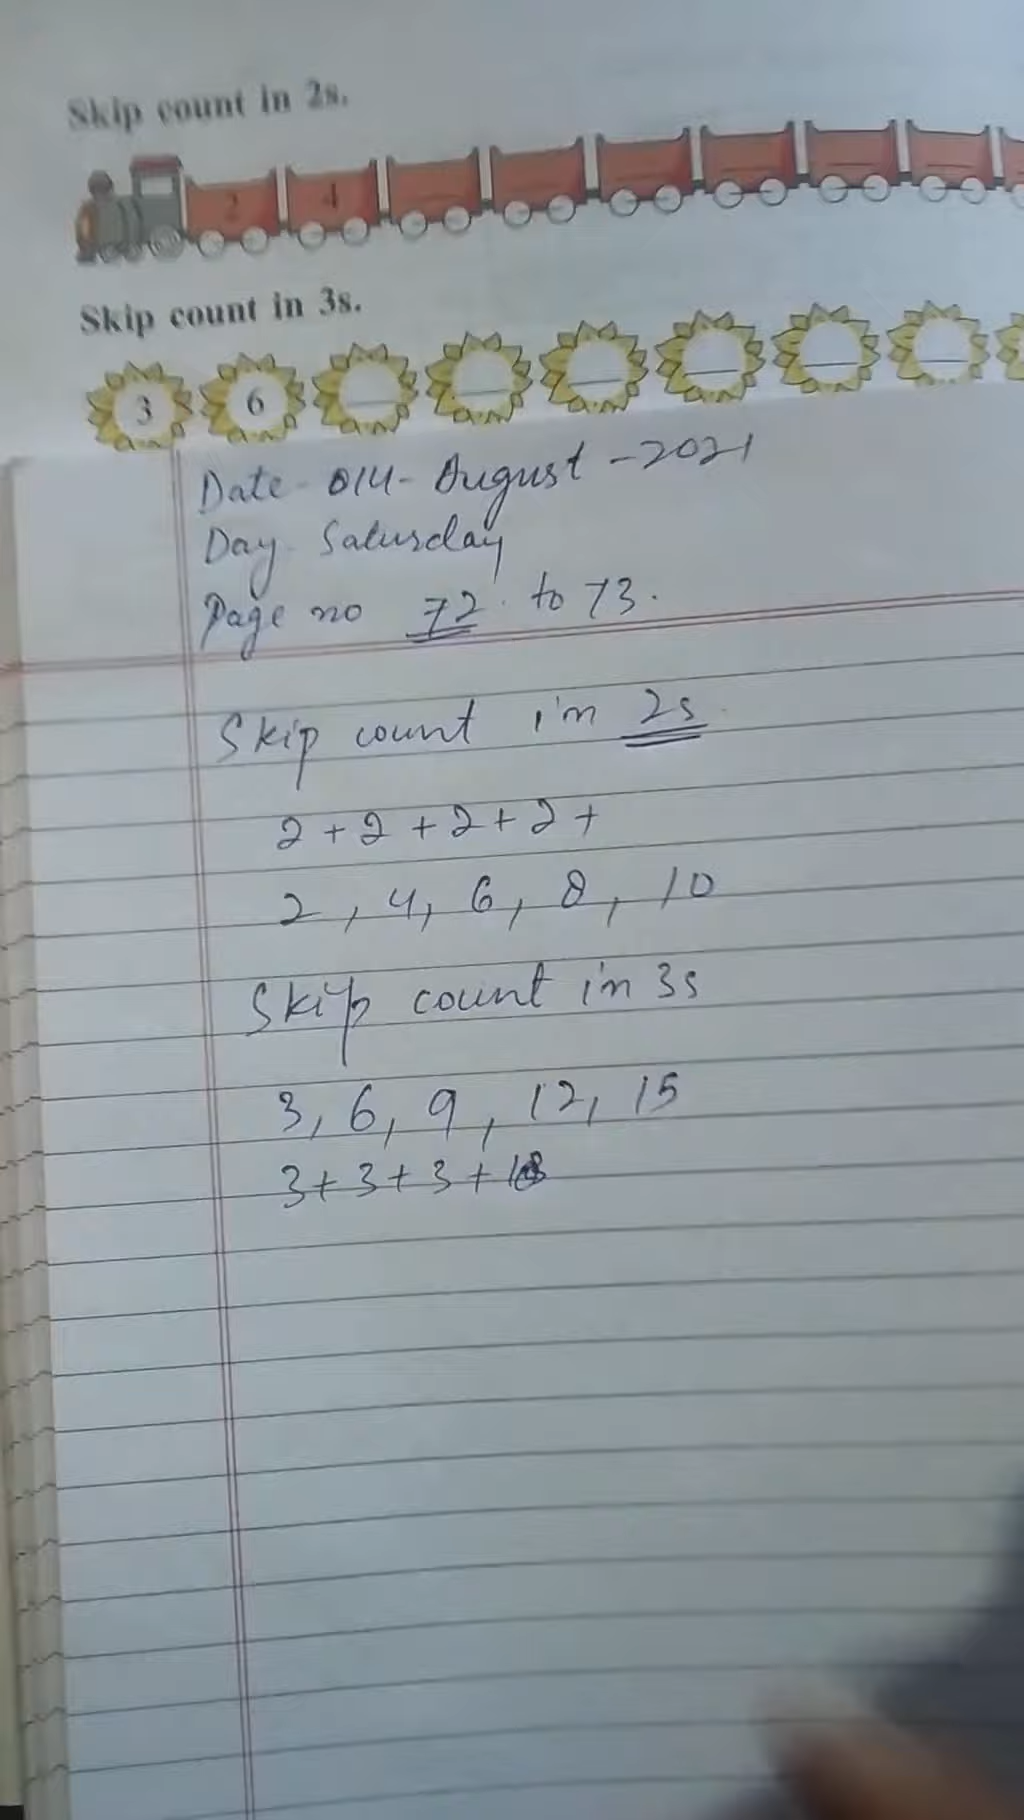 Skip count in 2s.
2 4
Skip count in 3s.
3 6
Date - 014 - August - 2021
Day - Saturday
Page no 72 to 73.
Skip count in 2s
2 + 2 + 2 + 2 +
2, 4, 6, 8, 10
Skip count in 3s
3, 6, 9, 12, 15
3 + 3 + 3 +